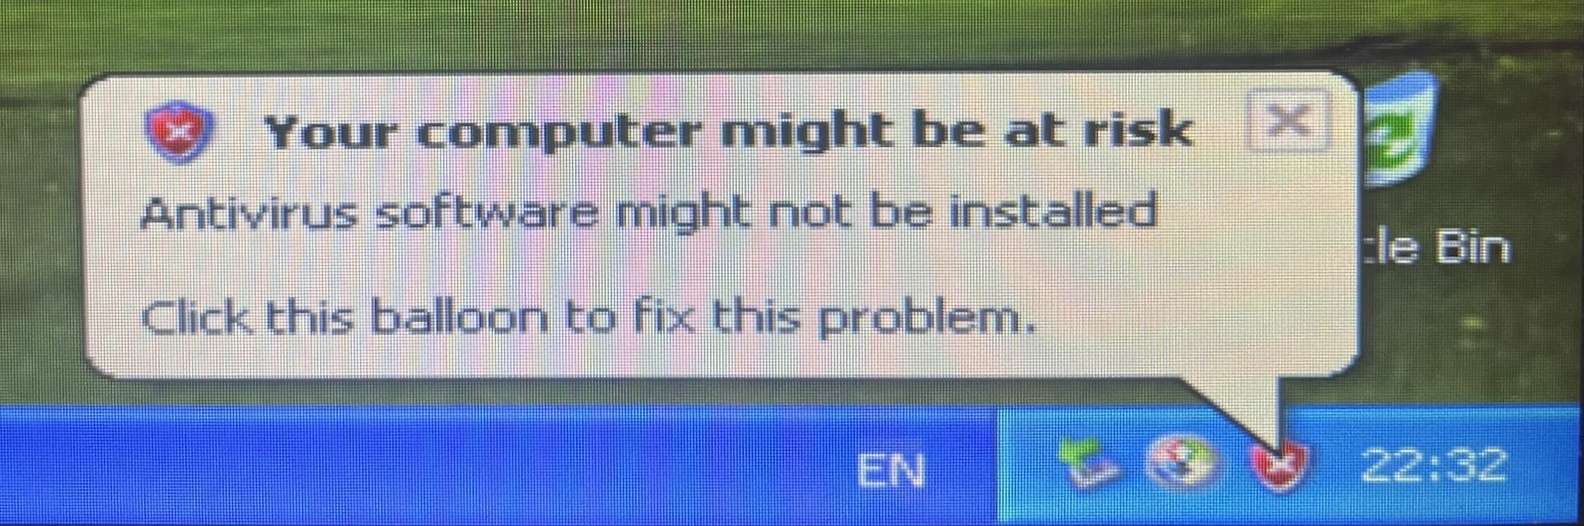 Your computer might be at risk
Antivirus software might not be installed
Click this balloon to fix this problem.
:le Bin
EN
22:32